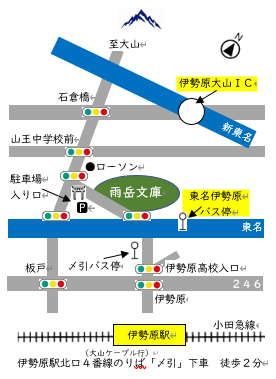 至大山
伊勢原大山ＩＣ
石倉橋
新東名
山王中学校前
ローソン
駐車場
入り口
雨岳文庫
P
東名伊勢原
バス停
東名
メ引バス停
板戸
伊勢原高校入口
２４６
伊勢原
小田急線
伊勢原駅
（大山ケーブル行）
伊勢原駅北口４番線のりば「メ引」下車　徒歩２分